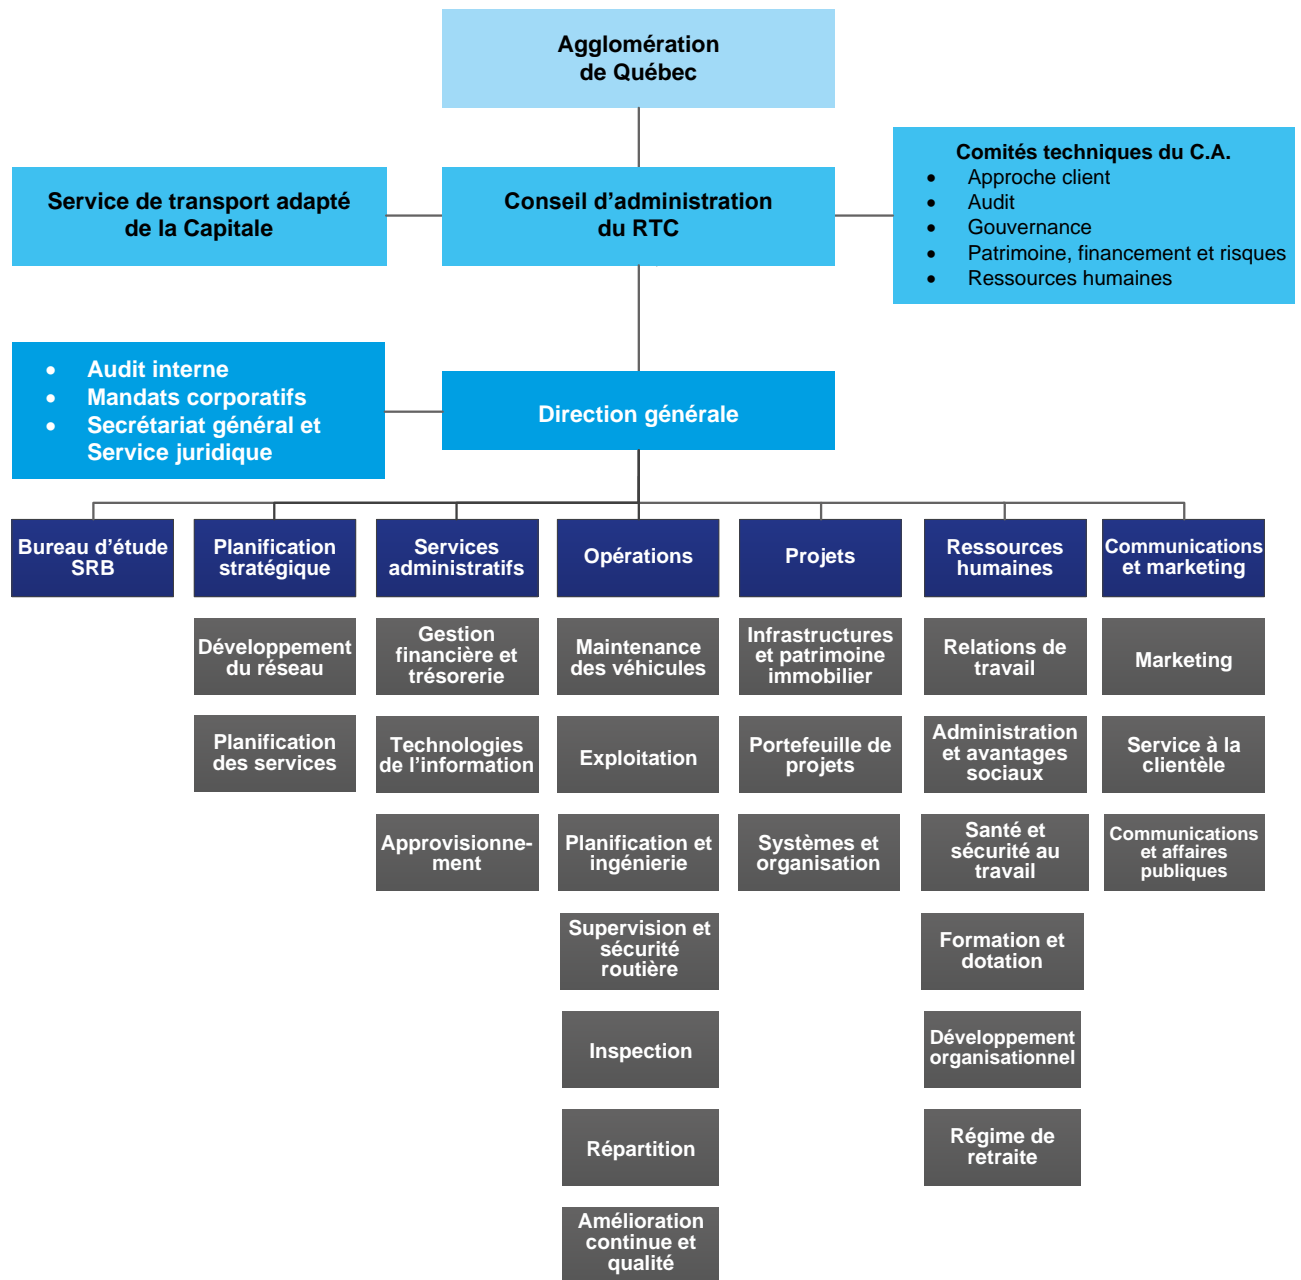 Agglomération
de Québec
Service de transport adapté
de la Capitale
Conseil d'administration
du RTC
Comités techniques du C.A.
• Approche client
• Audit
• Gouvernance
• Patrimoine, financement et risques
• Ressources humaines
• Audit interne
• Mandats corporatifs
• Secrétariat général et
Service juridique
Direction générale
Bureau d'étude
SRB
Planification
stratégique
Services
administratifs
Opérations
Projets
Ressources
humaines
Communications
et marketing
Développement
du réseau
Gestion
financière et
trésorerie
Maintenance
des véhicules
Infrastructures
et patrimoine
immobilier
Relations de
travail
Marketing
Planification
des services
Technologies
de l'information
Exploitation
Portefeuille de
projets
Administration
et avantages
sociaux
Service à la
clientèle
Approvisionne-
ment
Planification et
ingénierie
Systèmes et
organisation
Santé et
sécurité au
travail
Communications
et affaires
publiques
Supervision et
sécurité
routière
Formation et
dotation
Inspection
Développement
organisationnel
Répartition
Régime de
retraite
Amélioration
continue et
qualité